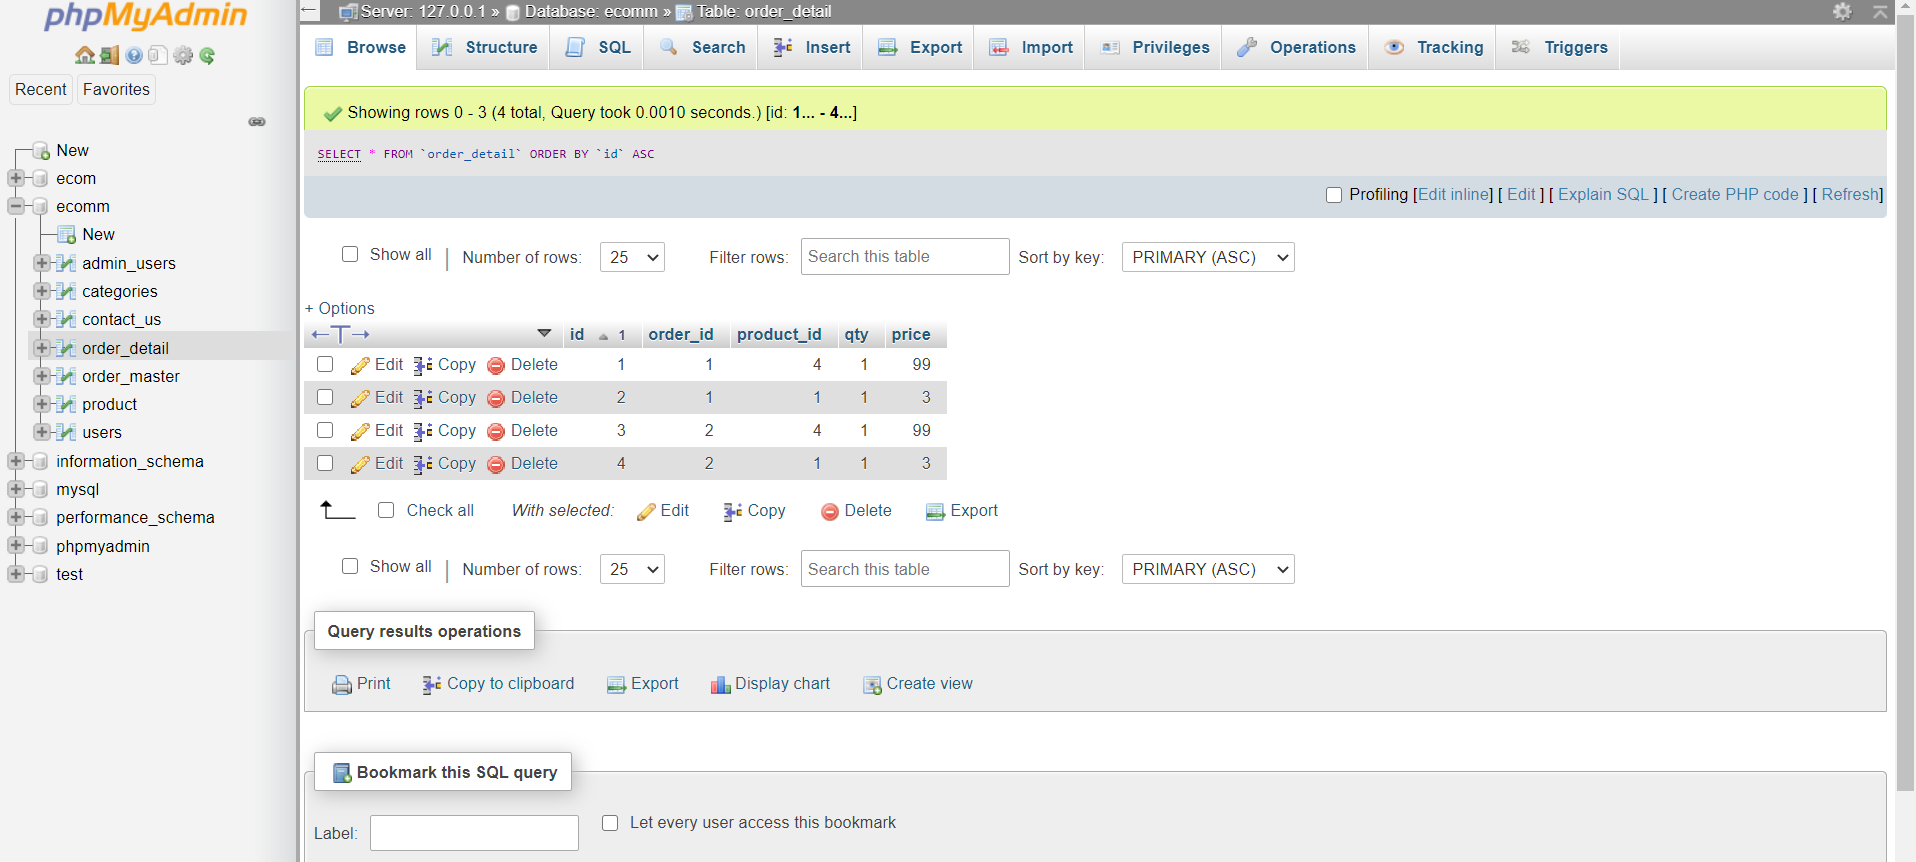 phpMyAdmin
Recent Favorites
New
ecom
ecomm
New
admin_users
categories
contact_us
order_detail
order_master
product
users
information_schema
mysql
performance_schema
phpmyadmin
test
Server: 127.0.0.1 » Database: ecomm » Table: order_detail
Browse Structure SQL Search Insert Export Import Privileges Operations Tracking Triggers
Showing rows 0 - 3 (4 total, Query took 0.0010 seconds.) [id: 1... - 4...]
SELECT * FROM `order_detail` ORDER BY `id` ASC
Profiling [Edit inline] [ Edit ] [ Explain SQL ] [ Create PHP code ] [ Refresh]
Show all | Number of rows: 25 Filter rows: Search this table Sort by key: PRIMARY (ASC)
+ Options
←T→ id 1 order_id product_id qty price
Edit Copy Delete 1 1 4 1 99
Edit Copy Delete 2 1 1 1 3
Edit Copy Delete 3 2 4 1 99
Edit Copy Delete 4 2 1 1 3
Check all With selected: Edit Copy Delete Export
Show all | Number of rows: 25 Filter rows: Search this table Sort by key: PRIMARY (ASC)
Query results operations
Print Copy to clipboard Export Display chart Create view
Bookmark this SQL query
Label: Let every user access this bookmark